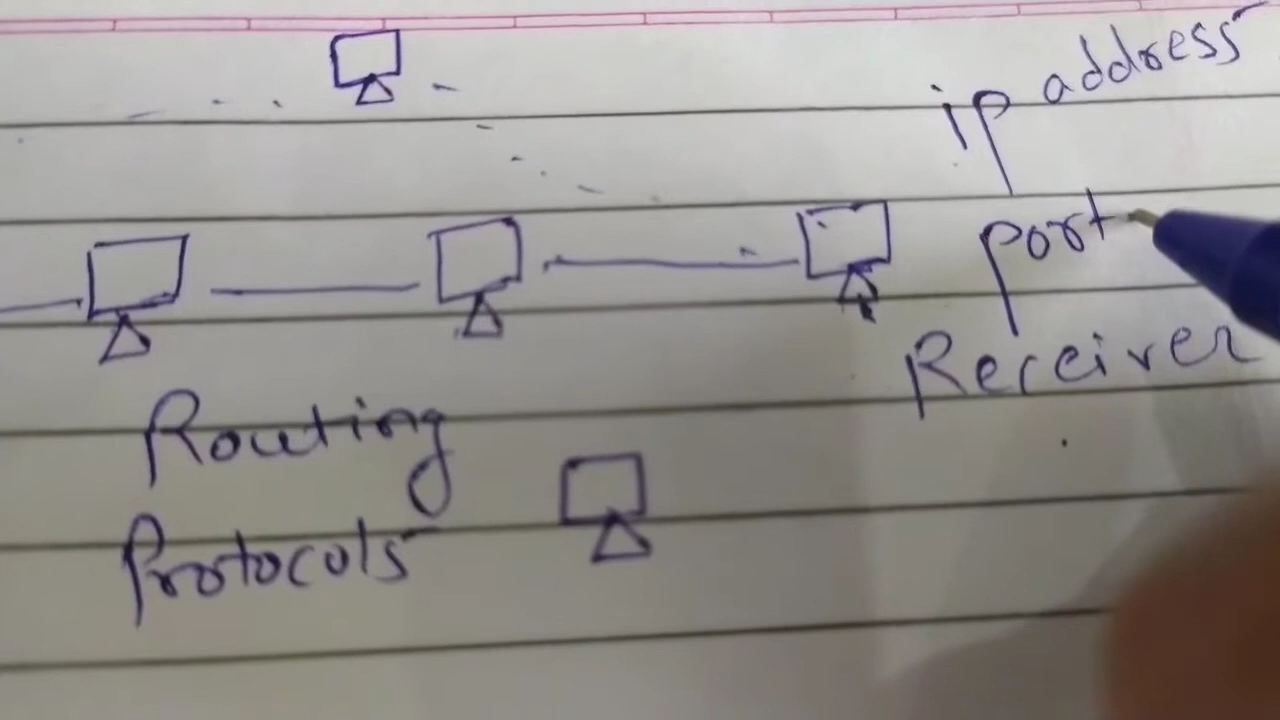 ip address
port
Receiver
Routing
Protocols